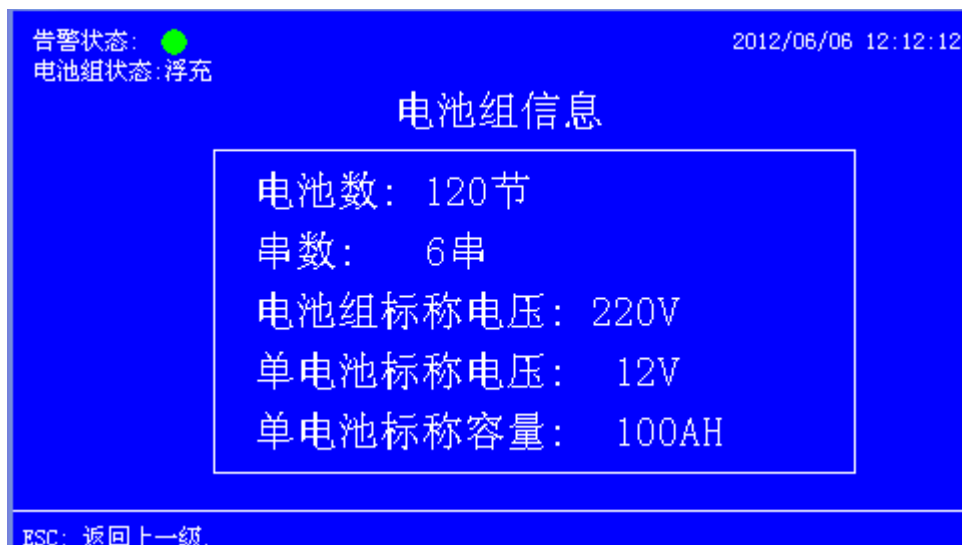 告警状态:
2012/06/06 12:12:12
电池组状态:浮充
电池组信息
电池数: 120节
串数: 6串
电池组标称电压: 220V
单电池标称电压: 12V
单电池标称容量: 100AH
ESC: 返回上一级.